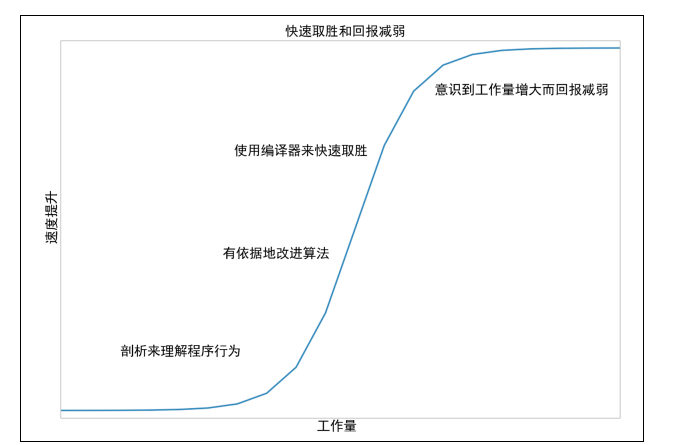 快速取胜和回报减弱
意识到工作量增大而回报减弱
使用编译器来快速取胜
速度提升
有依据地改进算法
剖析来理解程序行为
工作量